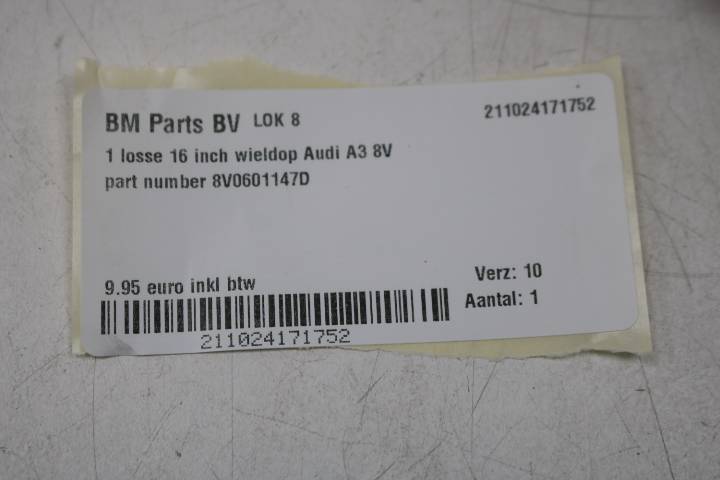 BM Parts BV LOK 8
211024171752
1 losse 16 inch wieldop Audi A3 8V
part number 8V0601147D
9.95 euro inkl btw
Verz: 10
Aantal: 1
211024171752